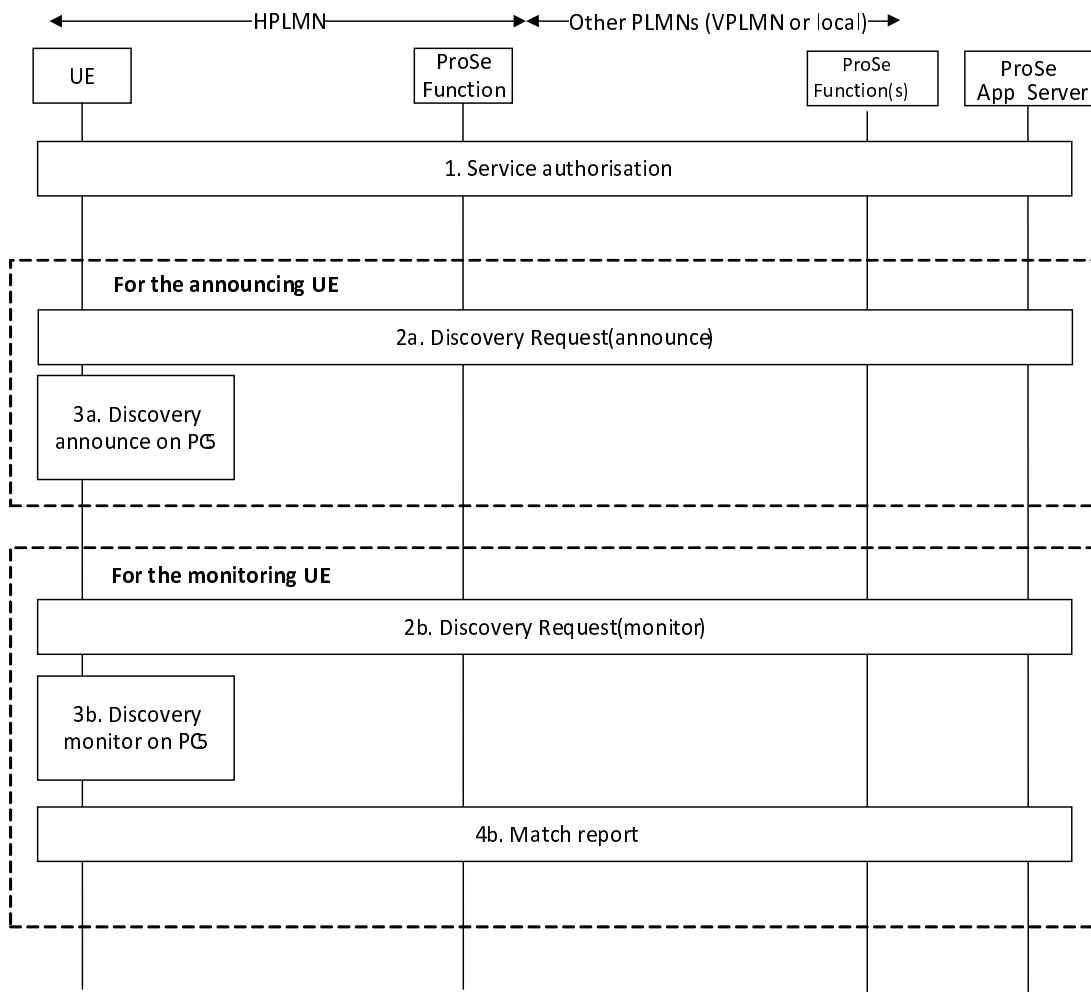 HPLMN
Other PLMNs (VPLMN or local)
UE
ProSe
Function
ProSe
Function(s)
ProSe
App Server
1. Service authorisation
For the announcing UE
2a. Discovery Request(announce)
3a. Discovery
announce on PC5
For the monitoring UE
2b. Discovery Request(monitor)
3b. Discovery
monitor on PC5
4b. Match report